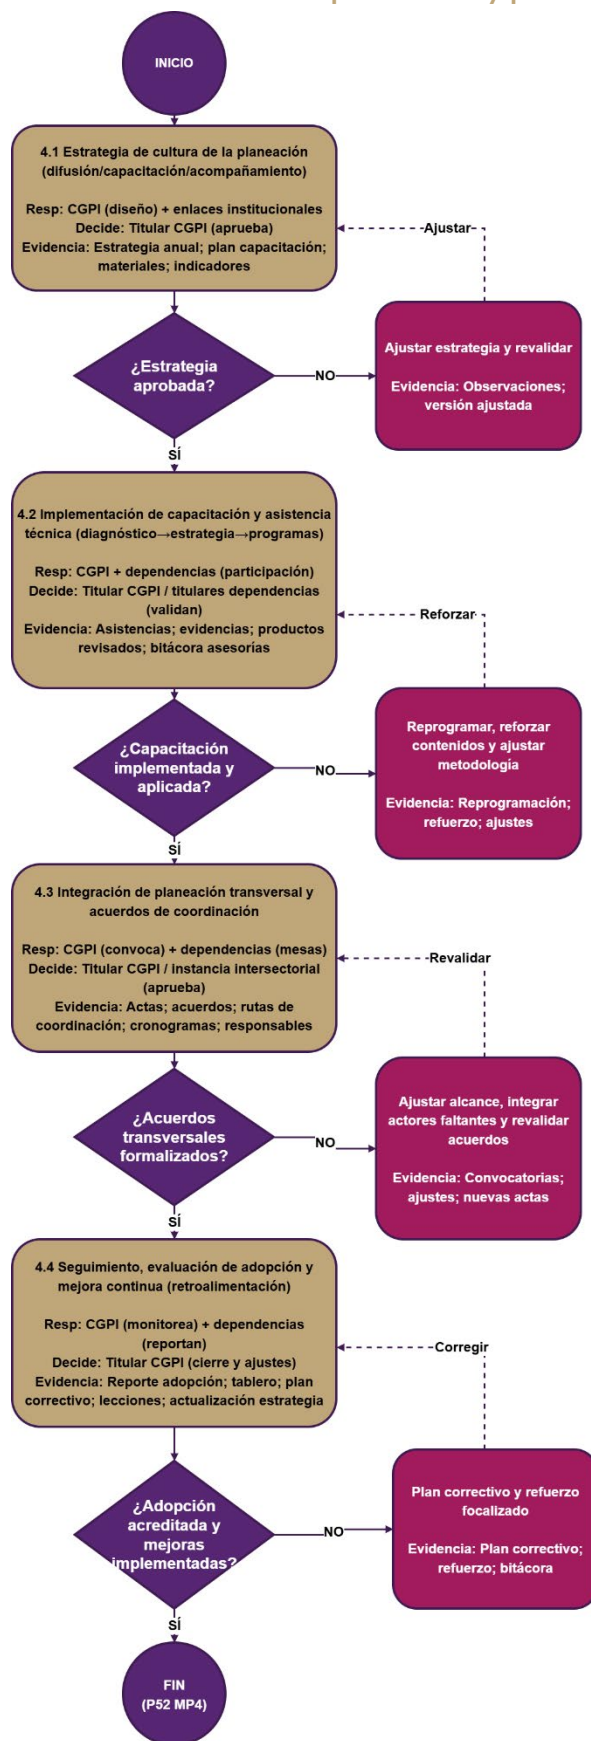 INICIO
4.1 Estrategia de cultura de la planeación
(difusión/capacitación/acompañamiento)
Resp: CGPI (diseño) + enlaces institucionales
Decide: Titular CGPI (aprueba)
Evidencia: Estrategia anual; plan capacitación;
materiales; indicadores
Ajustar
¿Estrategia
aprobada?
NO
Ajustar estrategia y revalidar
Evidencia: Observaciones;
versión ajustada
SÍ
4.2 Implementación de capacitación y asistencia
técnica (diagnóstico→estrategia→programas)
Resp: CGPI + dependencias (participación)
Decide: Titular CGPI / titulares dependencias
(validan)
Evidencia: Asistencias; evidencias; productos
revisados; bitácora asesorías
Reforzar
¿Capacitación
implementada y
aplicada?
NO
Reprogramar, reforzar
contenidos y ajustar
metodología
Evidencia: Reprogramación;
refuerzo; ajustes
SÍ
4.3 Integración de planeación transversal y
acuerdos de coordinación
Resp: CGPI (convoca) + dependencias (mesas)
Decide: Titular CGPI / Instancia intersectorial
(aprueba)
Evidencia: Actas; acuerdos; rutas de
coordinación; cronogramas; responsables
Revalidar
¿Acuerdos
transversales
formalizados?
NO
Ajustar alcance, integrar
actores faltantes y revalidar
acuerdos
Evidencia: Convocatorias;
ajustes; nuevas actas
SÍ
4.4 Seguimiento, evaluación de adopción y
mejora continua (retroalimentación)
Resp: CGPI (monitorea) + dependencias
(reportan)
Decide: Titular CGPI (cierre y ajustes)
Evidencia: Reporte adopción; tablero; plan
correctivo; lecciones; actualización estrategia
Corregir
¿Adopción
acreditada y
mejoras
implementadas?
NO
Plan correctivo y refuerzo
focalizado
Evidencia: Plan correctivo;
refuerzo; bitácora
SÍ
FIN
(P52 MP4)